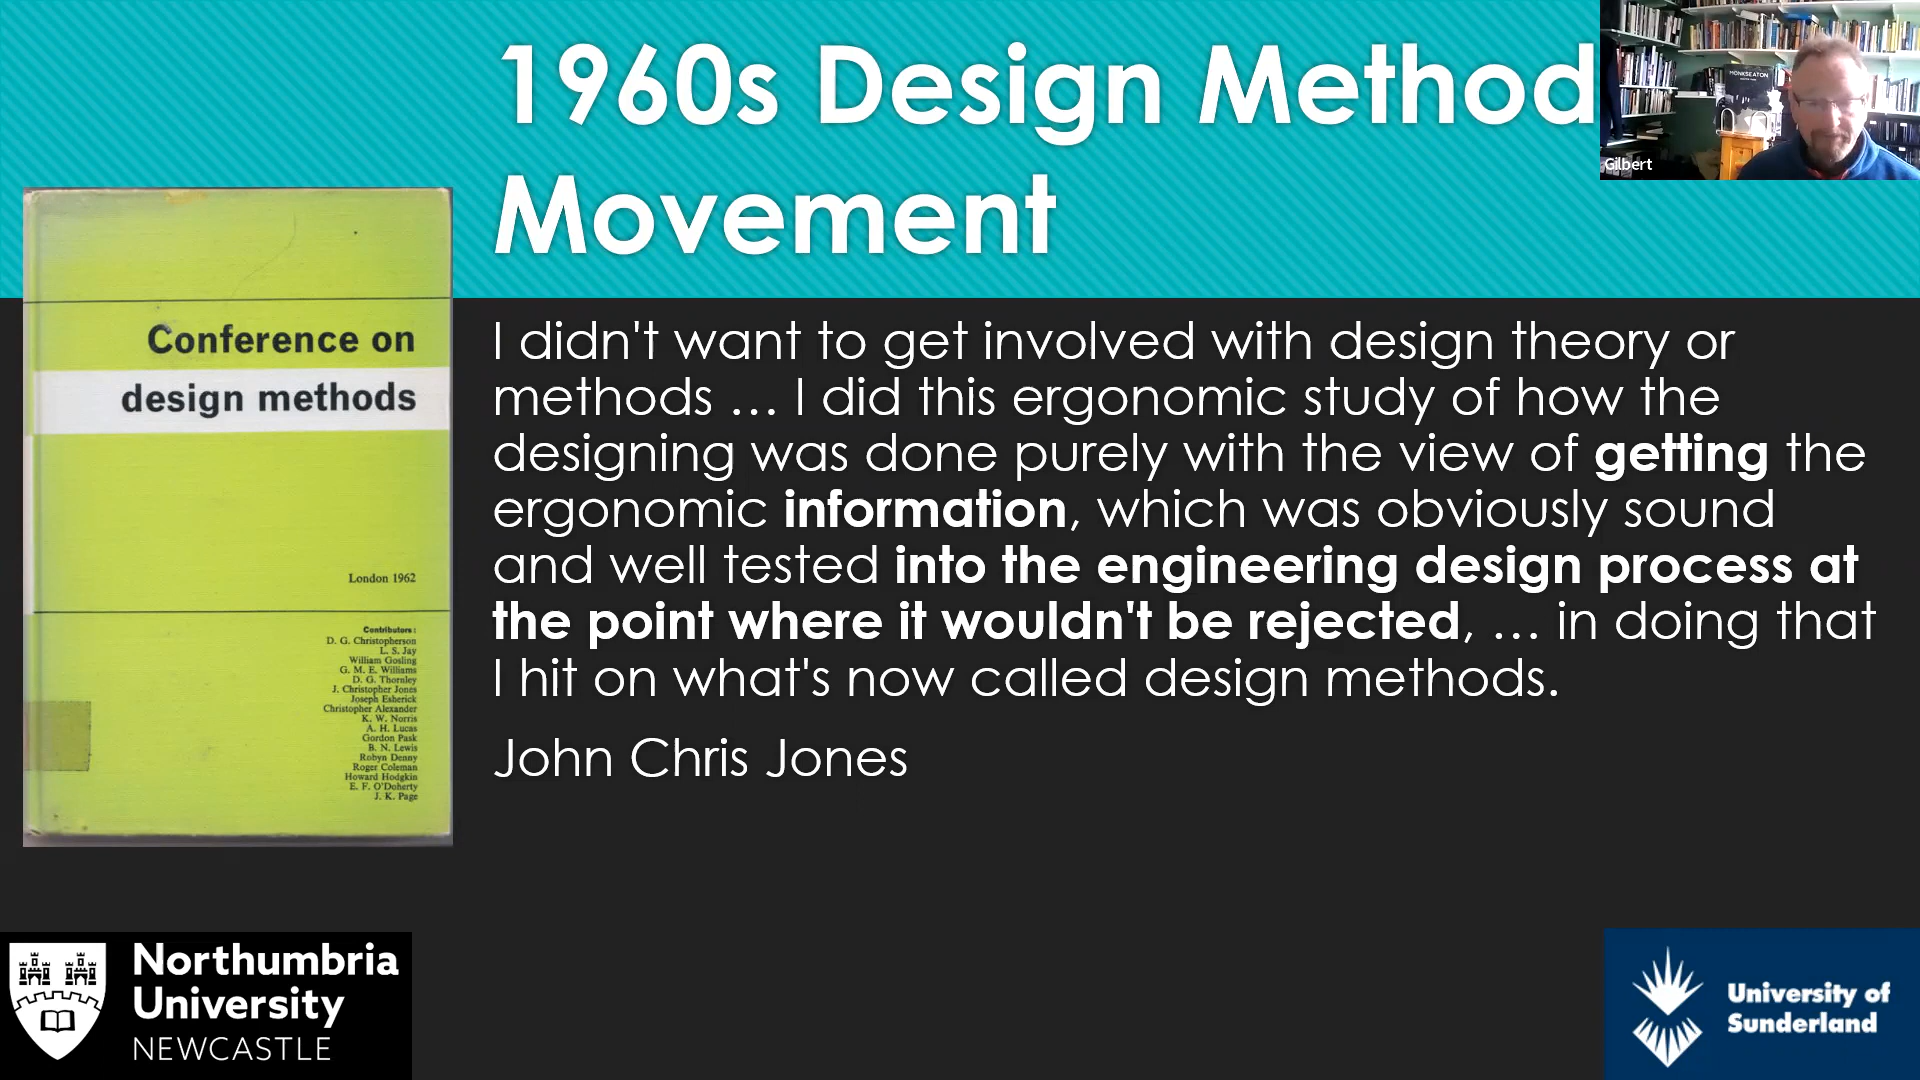 1960s Design Method
Movement
MONKSEATON
Gilbert
Conference on
design methods
London 1962
Contributors:
D. G. Christopherson
L. S. Jay
William Gosling
G. M. E. Williams
D. G. Thornley
J. Christopher Jones
Joseph Esherick
Christopher Alexander
K. W. Norris
A. H. Lucas
Gordon Pask
B. N. Lewis
Robyn Denny
Roger Coleman
Howard Hodgkin
E. F. O'Doherty
J. K. Page
I didn't want to get involved with design theory or
methods … I did this ergonomic study of how the
designing was done purely with the view of getting the
ergonomic information, which was obviously sound
and well tested into the engineering design process at
the point where it wouldn't be rejected, … in doing that
I hit on what's now called design methods.
John Chris Jones
Northumbria
University
NEWCASTLE
University of
Sunderland